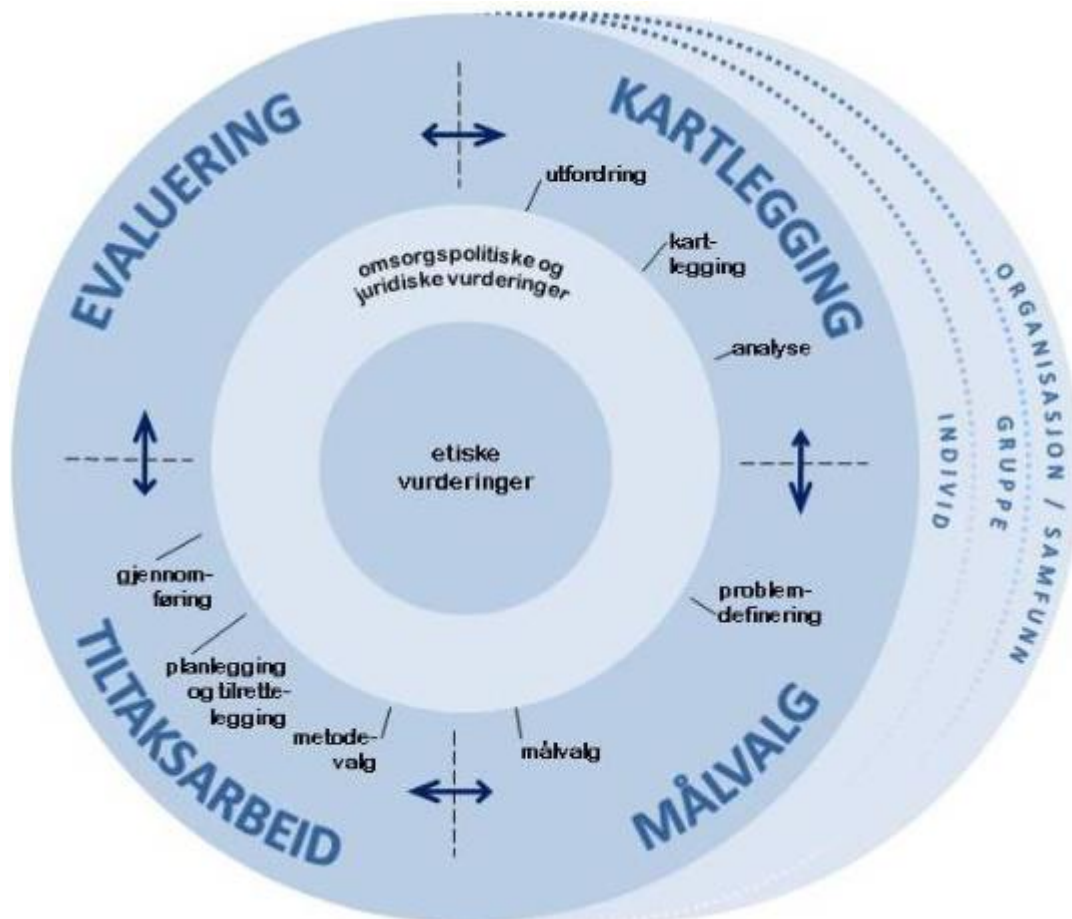 EVALUERING
KARTLEGGING
utfordring
kart-
legging
analyse
omsorgspolitiske og
juridiske vurderinger
etiske
vurderinger
INDIVID
GRUPPE
ORGANISASJON / SAMFUNN
problem-
definering
MÅLVALG
målvalg
metode-
valg
planlegging
og tilrette-
legging
gjennom-
føring
TILTAKSARBEID